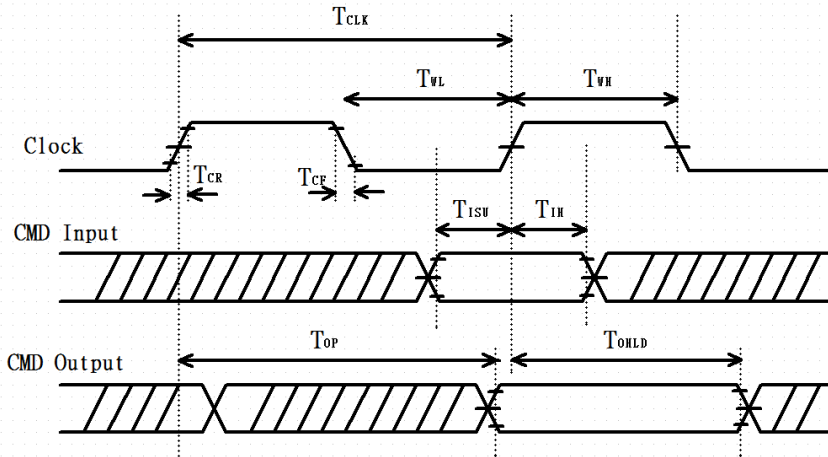 TCLK
TWL TWH
Clock
TCR TCF
TISU TIH
CMD Input
TOP TOHLD
CMD Output